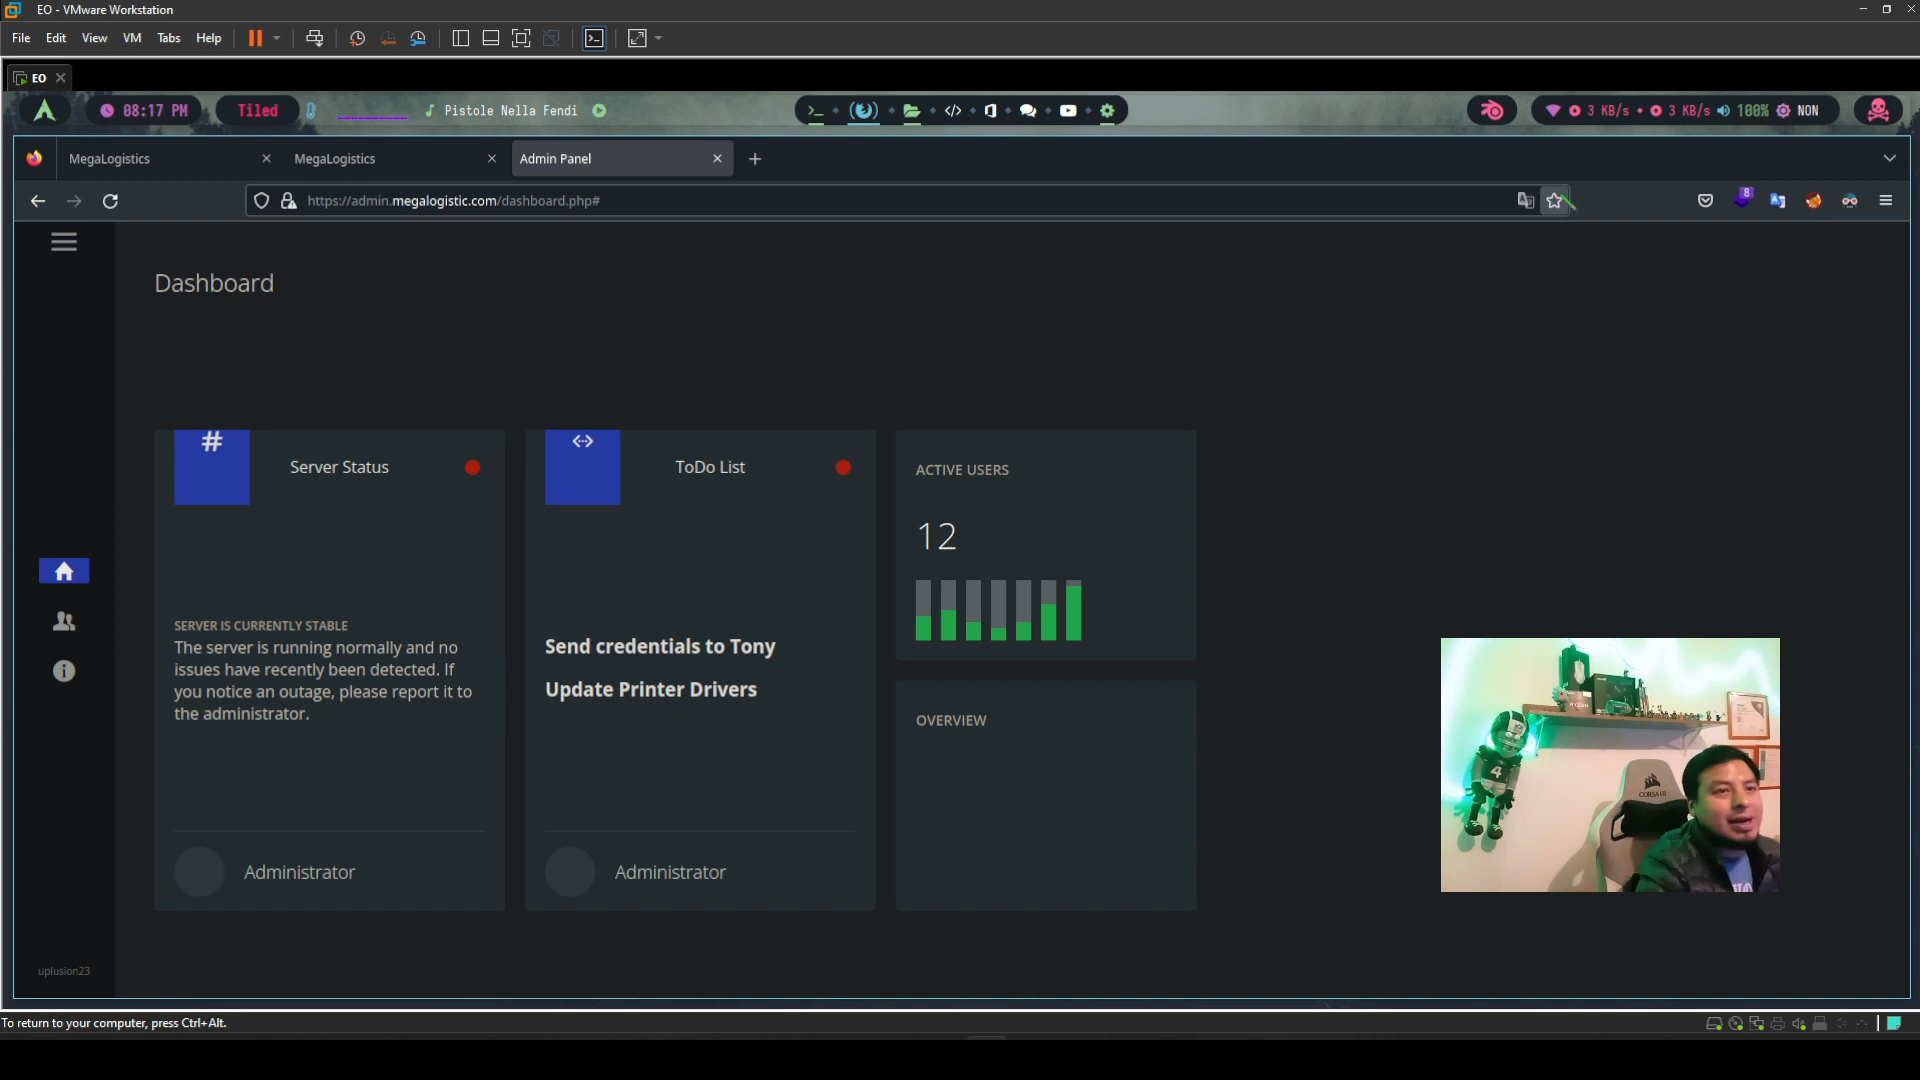 EO - VMware Workstation
File Edit View VM Tabs Help
EO
08:17 PM Tiled Pistole Nella Fendi 3 KB/s 3 KB/s 100% NON
MegaLogistics MegaLogistics Admin Panel
https://admin.megalogistic.com/dashboard.php#
8
Dashboard
# Server Status
ToDo List
ACTIVE USERS
12
SERVER IS CURRENTLY STABLE
The server is running normally and no
issues have recently been detected. If
you notice an outage, please report it to
the administrator.
Send credentials to Tony
Update Printer Drivers
OVERVIEW
4
CORSAIR
Administrator
Administrator
uplusion23
To return to your computer, press Ctrl+Alt.